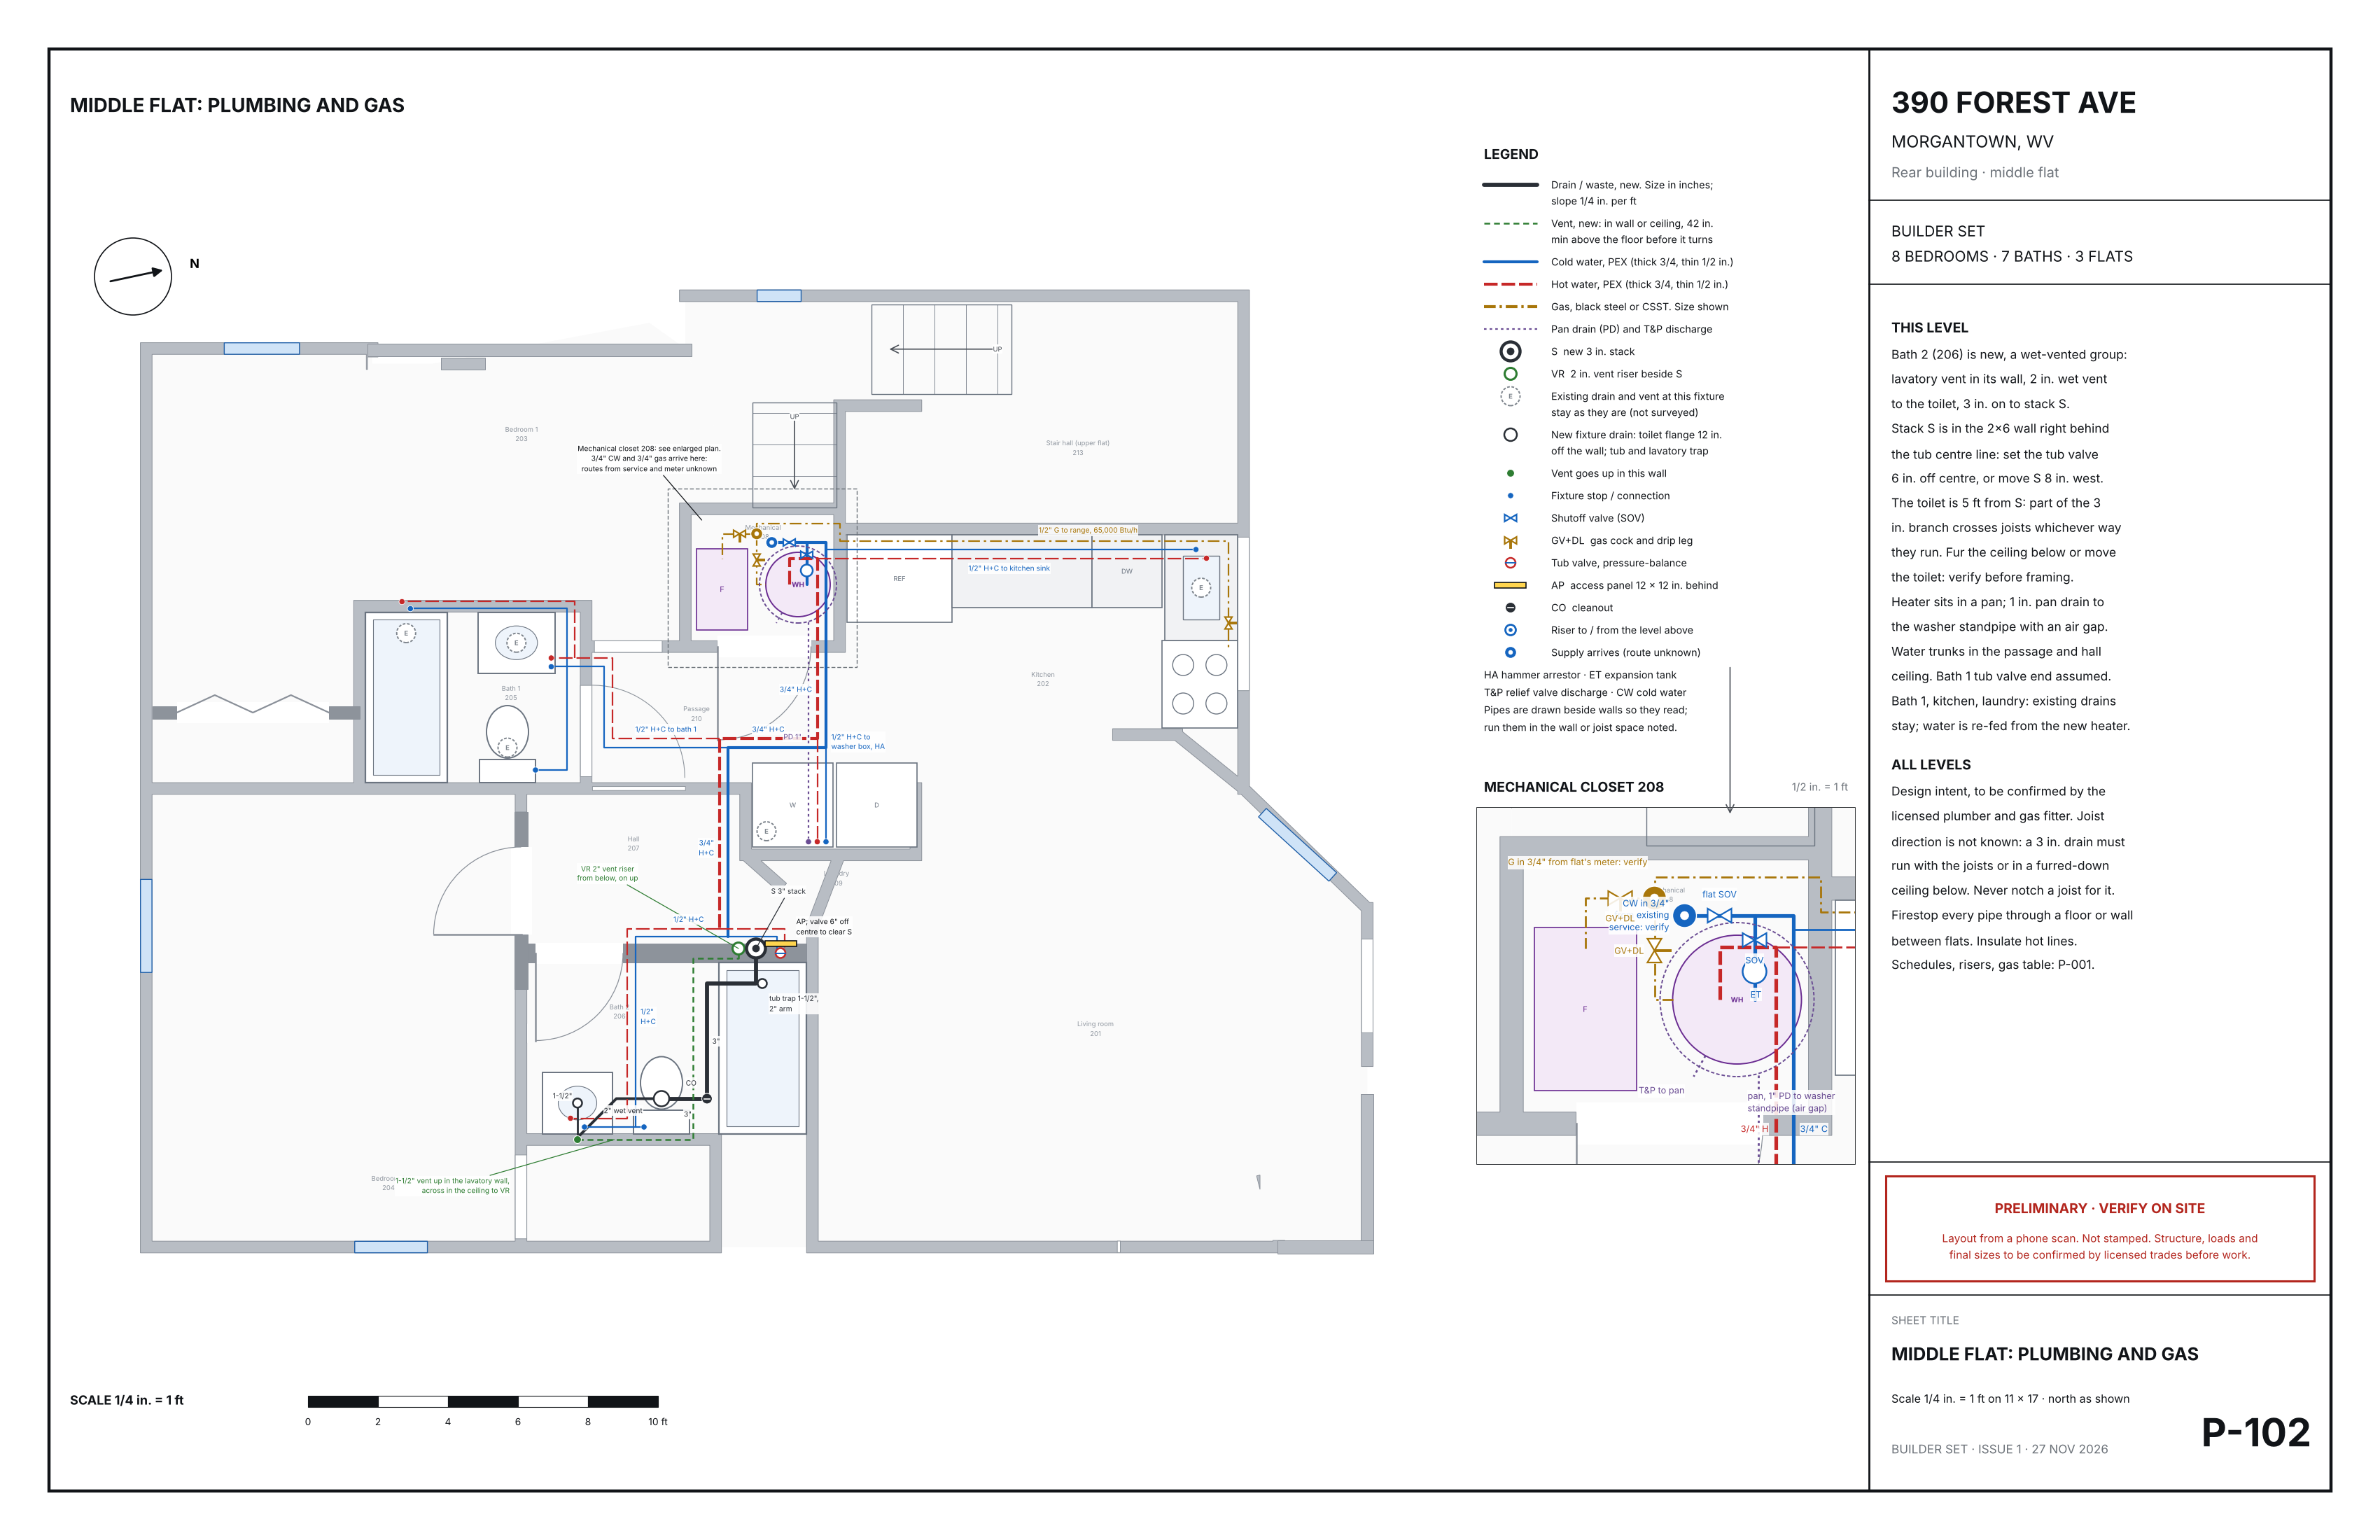 MIDDLE FLAT: PLUMBING AND GAS
N
Bedroom 1
203
Mechanical closet 208: see enlarged plan.
3/4" CW and 3/4" gas arrive here:
routes from service and meter unknown
UP
UP
Stair hall (upper flat)
213
1/2" G to range, 65,000 Btu/h
1/2" H+C to kitchen sink
F
WH
REF
DW
E
E
E
E
Bath 1
205
Passage
210
Kitchen
202
3/4" H+C
1/2" H+C to bath 1
3/4" H+C
PD 1"
1/2" H+C to
washer box, HA
W
D
E
Hall
207
3/4"
H+C
VR 2" vent riser
from below, on up
S 3" stack
1/2" H+C
AP; valve 6" off
centre to clear S
tub trap 1-1/2",
2" arm
Bath
206
1/2"
H+C
3"
CO
1-1/2"
2" wet vent
3"
Living room
201
204
1-1/2" vent up in the lavatory wall,
across in the ceiling to VR
SCALE 1/4 in. = 1 ft
0 2 4 6 8 10 ft
LEGEND
Drain / waste, new. Size in inches;
slope 1/4 in. per ft
Vent, new: in wall or ceiling, 42 in.
min above the floor before it turns
Cold water, PEX (thick 3/4, thin 1/2 in.)
Hot water, PEX (thick 3/4, thin 1/2 in.)
Gas, black steel or CSST. Size shown
Pan drain (PD) and T&P discharge
S new 3 in. stack
VR 2 in. vent riser beside S
E Existing drain and vent at this fixture
stay as they are (not surveyed)
New fixture drain: toilet flange 12 in.
off the wall; tub and lavatory trap
Vent goes up in this wall
Fixture stop / connection
Shutoff valve (SOV)
GV+DL gas cock and drip leg
Tub valve, pressure-balance
AP access panel 12 × 12 in. behind
CO cleanout
Riser to / from the level above
Supply arrives (route unknown)
HA hammer arrestor · ET expansion tank
T&P relief valve discharge · CW cold water
Pipes are drawn beside walls so they read;
run them in the wall or joist space noted.
MECHANICAL CLOSET 208
1/2 in. = 1 ft
G in 3/4" from flat's meter: verify
flat SOV
CW in 3/4"
existing
service: verify
GV+DL
GV+DL
SOV
ET
WH
F
T&P to pan
pan, 1" PD to washer
standpipe (air gap)
3/4" H
3/4" C
390 FOREST AVE
MORGANTOWN, WV
Rear building · middle flat
BUILDER SET
8 BEDROOMS · 7 BATHS · 3 FLATS
THIS LEVEL
Bath 2 (206) is new, a wet-vented group:
lavatory vent in its wall, 2 in. wet vent
to the toilet, 3 in. on to stack S.
Stack S is in the 2×6 wall right behind
the tub centre line: set the tub valve
6 in. off centre, or move S 8 in. west.
The toilet is 5 ft from S: part of the 3
in. branch crosses joists whichever way
they run. Fur the ceiling below or move
the toilet: verify before framing.
Heater sits in a pan; 1 in. pan drain to
the washer standpipe with an air gap.
Water trunks in the passage and hall
ceiling. Bath 1 tub valve end assumed.
Bath 1, kitchen, laundry: existing drains
stay; water is re-fed from the new heater.
ALL LEVELS
Design intent, to be confirmed by the
licensed plumber and gas fitter. Joist
direction is not known: a 3 in. drain must
run with the joists or in a furred-down
ceiling below. Never notch a joist for it.
Firestop every pipe through a floor or wall
between flats. Insulate hot lines.
Schedules, risers, gas table: P-001.
PRELIMINARY · VERIFY ON SITE
Layout from a phone scan. Not stamped. Structure, loads and
final sizes to be confirmed by licensed trades before work.
SHEET TITLE
MIDDLE FLAT: PLUMBING AND GAS
Scale 1/4 in. = 1 ft on 11 × 17 · north as shown
BUILDER SET · ISSUE 1 · 27 NOV 2026
P-102